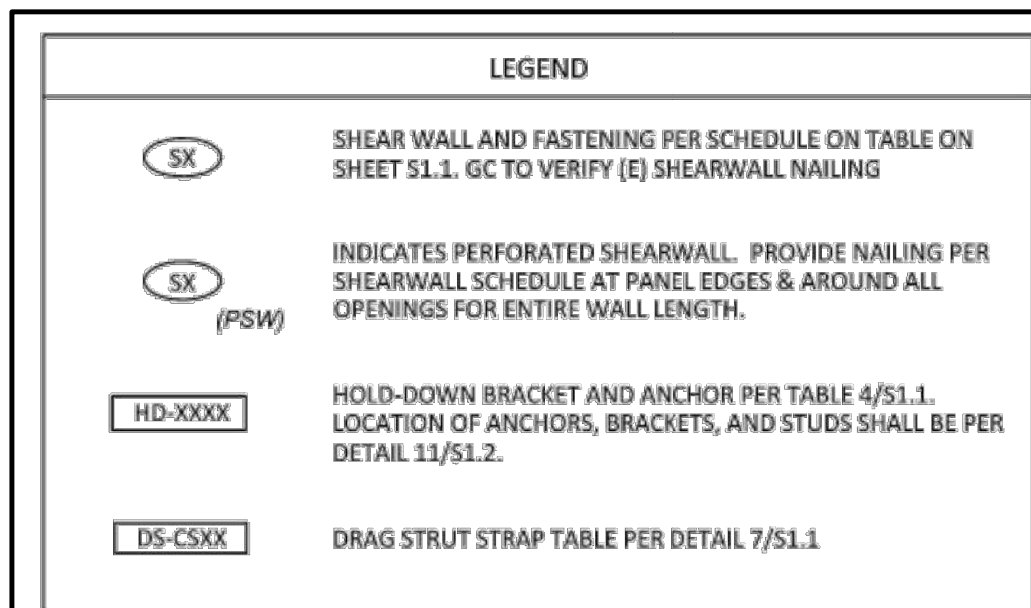 LEGEND
SX
SHEAR WALL AND FASTENING PER SCHEDULE ON TABLE ON
SHEET S1.1. GC TO VERIFY (E) SHEARWALL NAILING
SX
(PSW)
INDICATES PERFORATED SHEARWALL. PROVIDE NAILING PER
SHEARWALL SCHEDULE AT PANEL EDGES & AROUND ALL
OPENINGS FOR ENTIRE WALL LENGTH.
HD-XXXX
HOLD-DOWN BRACKET AND ANCHOR PER TABLE 4/S1.1.
LOCATION OF ANCHORS, BRACKETS, AND STUDS SHALL BE PER
DETAIL 11/S1.2.
DS-CSXX
DRAG STRUT STRAP TABLE PER DETAIL 7/S1.1